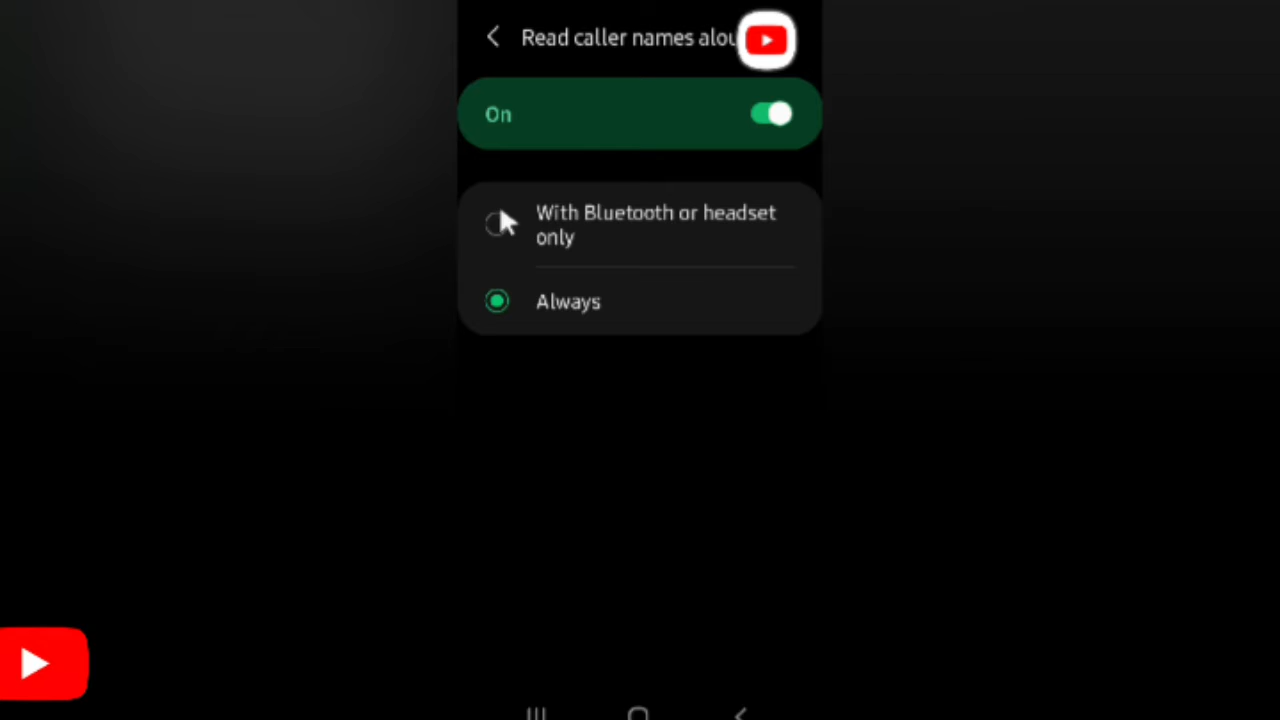 Read caller names alou
On
With Bluetooth or headset
only
Always